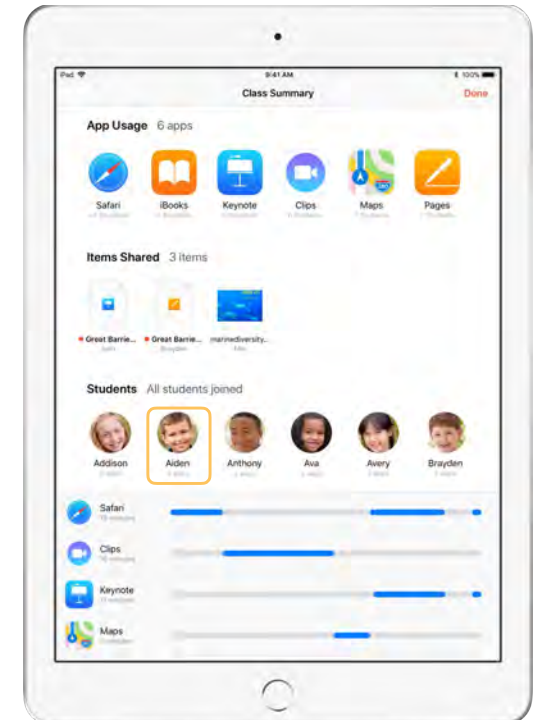 iPad 9:41 AM 100%
Class Summary Done
App Usage 6 apps
Safari iBooks Keynote Clips Maps Pages
Items Shared 3 items
Great Barrie... Great Barrie... marinediversity...
Students All students joined
Addison Aiden Anthony Ava Avery Brayden
Safari
Clips
Keynote
Maps